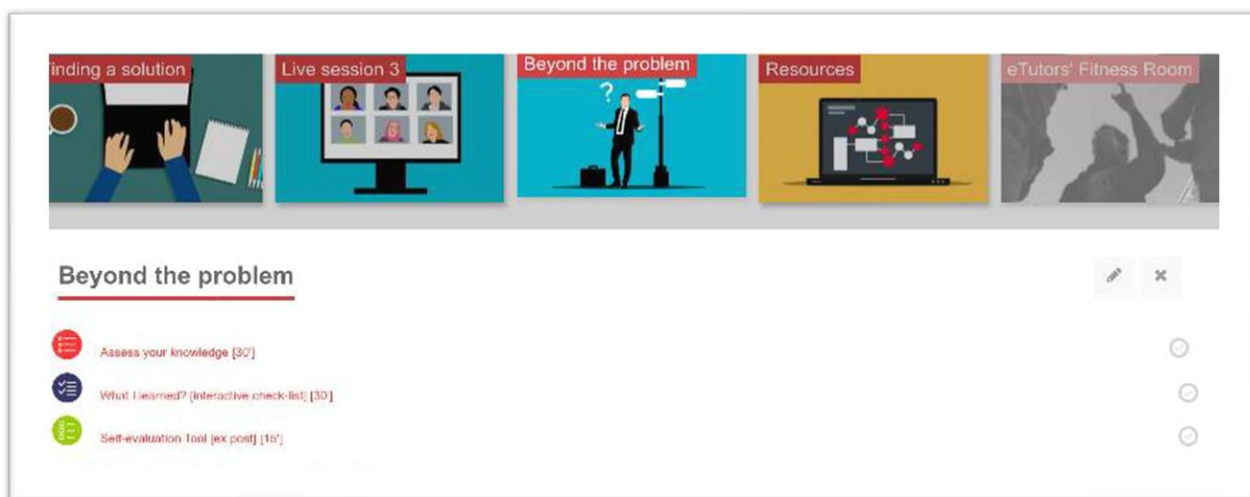 inding a solution
Live session 3
Beyond the problem
Resources
eTutors' Fitness Room
?
Beyond the problem
Assess your knowledge [30']
What I learned? [interactive check-list] [30']
Self-evaluation Tool [ex post] [15']